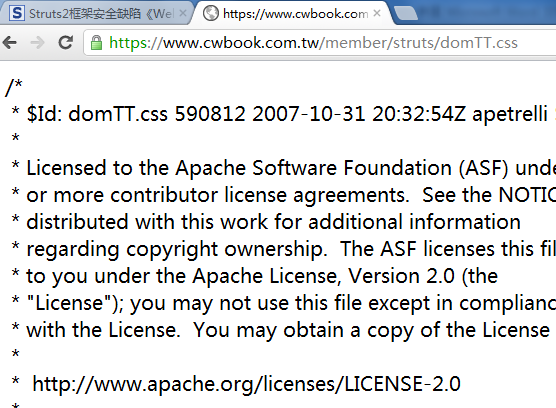 S Struts2框架安全缺陷《Wel
https://www.cwbook.com
https://www.cwbook.com.tw/member/struts/domTT.css
/*
* $Id: domTT.css 590812 2007-10-31 20:32:54Z apetrelli
*
* Licensed to the Apache Software Foundation (ASF) unde
* or more contributor license agreements.  See the NOTIC
* distributed with this work for additional information
* regarding copyright ownership.  The ASF licenses this fil
* to you under the Apache License, Version 2.0 (the
* "License"); you may not use this file except in complianc
* with the License.  You may obtain a copy of the License
*
*  http://www.apache.org/licenses/LICENSE-2.0
*